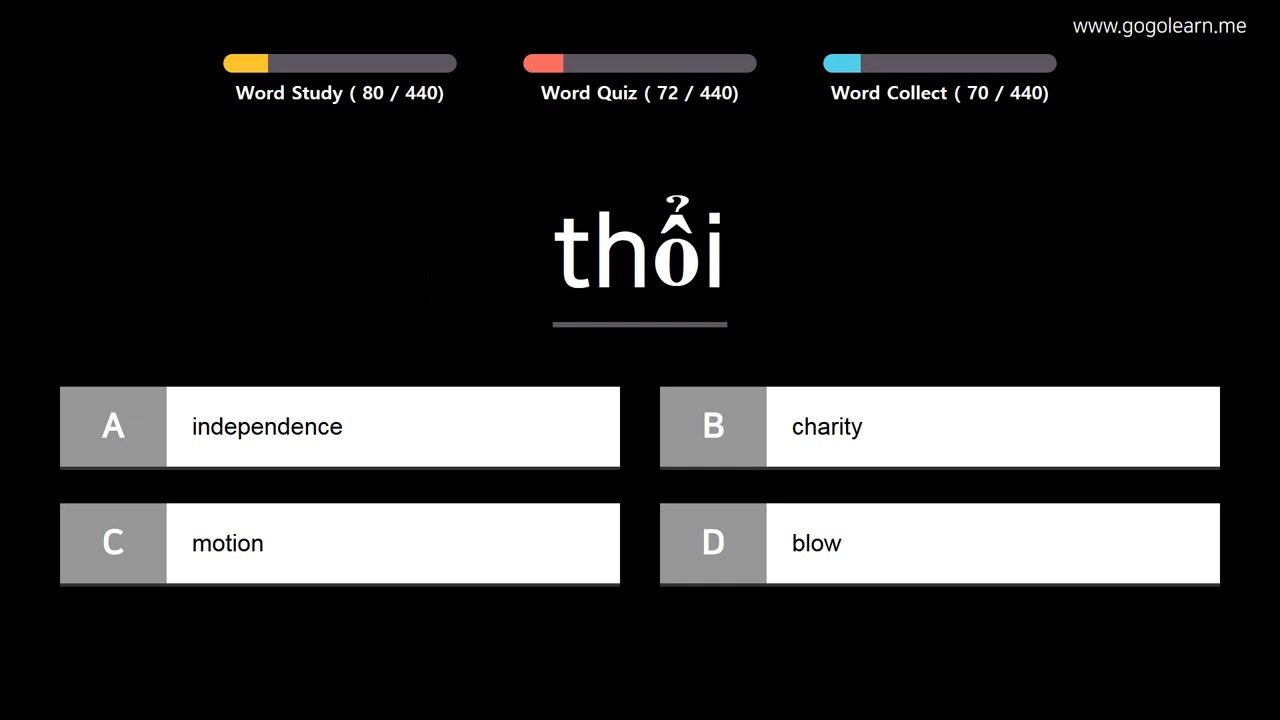 www.gogolearn.me
Word Study ( 80 / 440)
Word Quiz ( 72 / 440)
Word Collect ( 70 / 440)
thổi
A independence
B charity
C motion
D blow